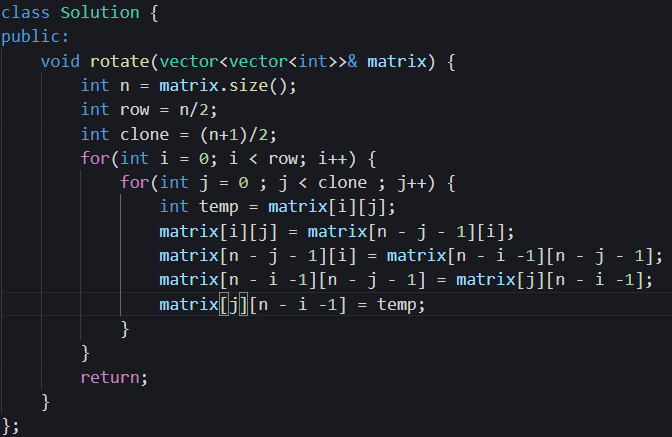 class Solution {
public:
    void rotate(vector<vector<int>>& matrix) {
        int n = matrix.size();
        int row = n/2;
        int clone = (n+1)/2;
        for(int i = 0; i < row; i++) {
            for(int j = 0 ; j < clone ; j++) {
                int temp = matrix[i][j];
                matrix[i][j] = matrix[n - j - 1][i];
                matrix[n - j - 1][i] = matrix[n - i -1][n - j - 1];
                matrix[n - i -1][n - j - 1] = matrix[j][n - i -1];
                matrix[j][n - i -1] = temp;
            }
        }
        return;
    }
};